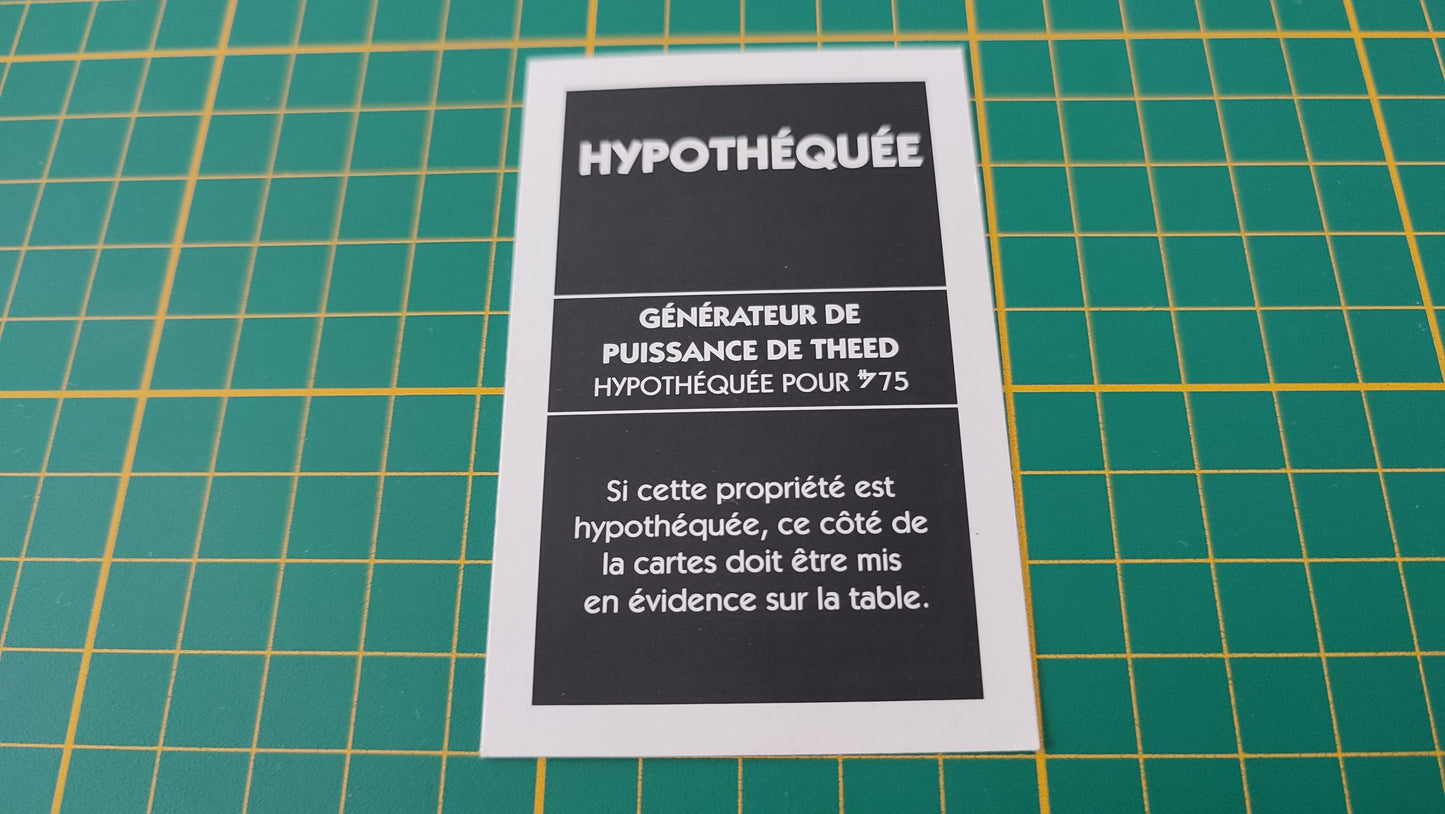 HYPOTHÉQUÉE
GÉNÉRATEUR DE
PUISSANCE DE THEED
HYPOTHÉQUÉE POUR 75
Si cette propriété est
hypothéquée, ce côté de
la cartes doit être mis
en évidence sur la table.